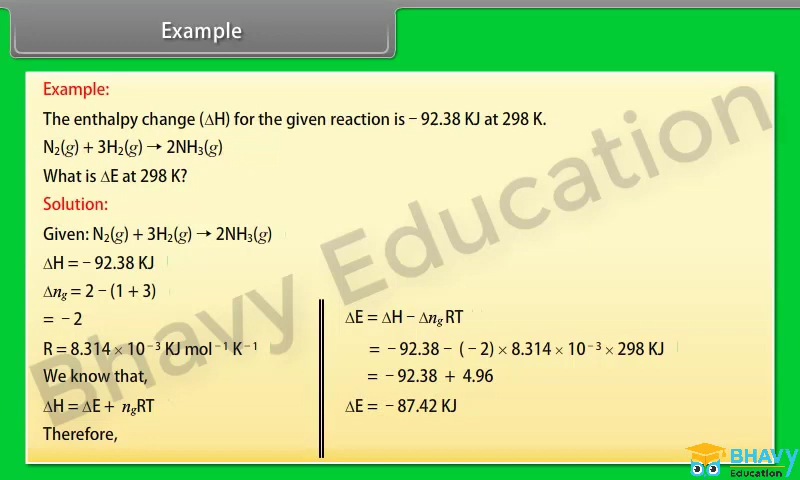 Example
Example:
The enthalpy change (ΔH) for the given reaction is – 92.38 KJ at 298 K.
N₂(g) + 3H₂(g) → 2NH₃(g)
What is ΔE at 298 K?
Solution:
Given: N₂(g) + 3H₂(g) → 2NH₃(g)
ΔH = – 92.38 KJ
Δn₉ = 2 – (1 + 3)
= – 2
R = 8.314 × 10⁻³ KJ mol⁻¹ K⁻¹
We know that,
ΔH = ΔE + n₉RT
Therefore,
ΔE = ΔH – Δn₉ RT
= – 92.38 – ( – 2) × 8.314 × 10⁻³ × 298 KJ
= – 92.38 + 4.96
ΔE = – 87.42 KJ
Bhavy Education
BHAVY
Education